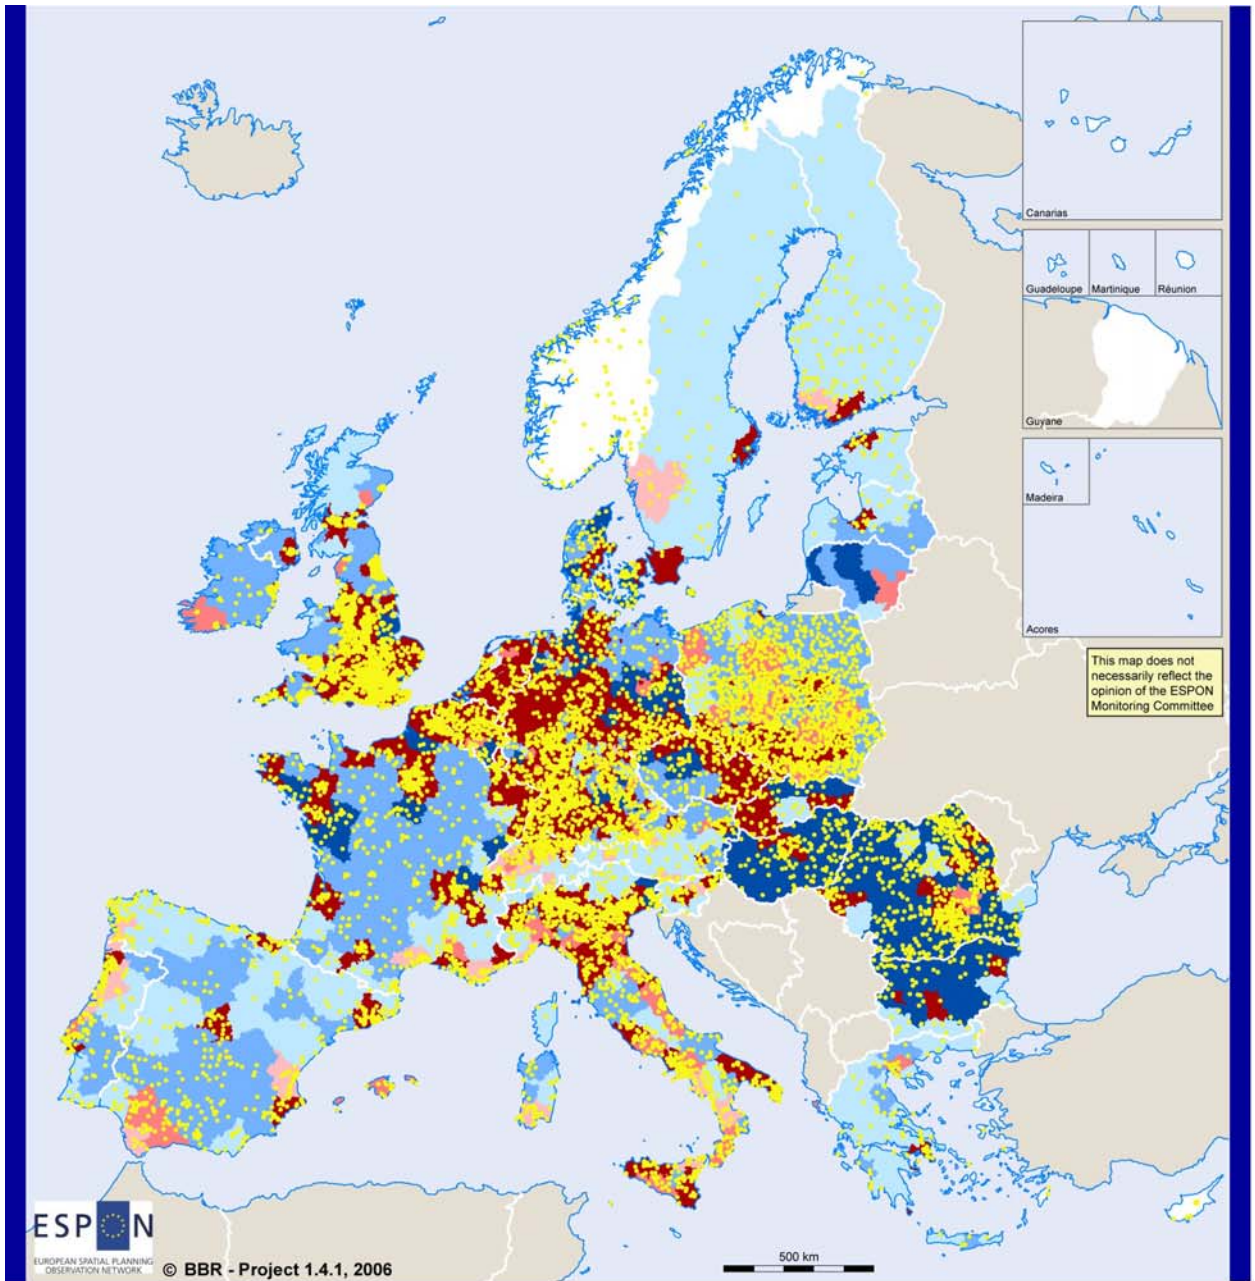 Canarias
Guadeloupe
Martinique
Réunion
Guyane
Madeira
Acores
This map does not
necessarily reflect the
opinion of the ESPON
Monitoring Committee
500 km
ESPON
EUROPEAN SPATIAL PLANNING
OBSERVATION NETWORK
© BBR - Project 1.4.1, 2006